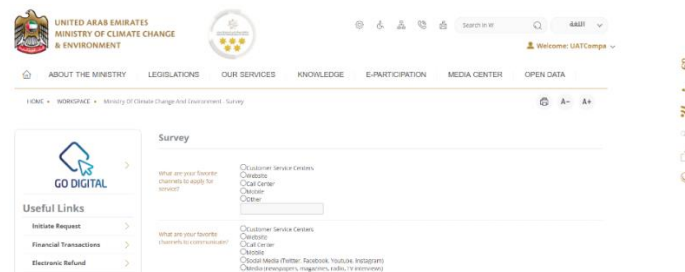 UNITED ARAB EMIRATES
MINISTRY OF CLIMATE CHANGE
& ENVIRONMENT
Search in
Welcome: UATCompa
ABOUT THE MINISTRY LEGISLATIONS OUR SERVICES KNOWLEDGE E-PARTICIPATION MEDIA CENTER OPEN DATA
HOME WORKSPACE Ministry Of Climate Change And Environment Survey
A- A+
Survey
GO DIGITAL
What are your favorite
channels to apply for
service?
Customer Service Centers
Website
Call Center
Mobile
Other
Useful Links
Initiate Request
Financial Transactions
Electronic Refund
What are your favorite
channels to communicate?
Customer Service Centers
Website
Call Center
Mobile
Social Media (Twitter, Facebook, Youtube, Instagram)
Media (newspapers, magazines, radio, TV interviews)